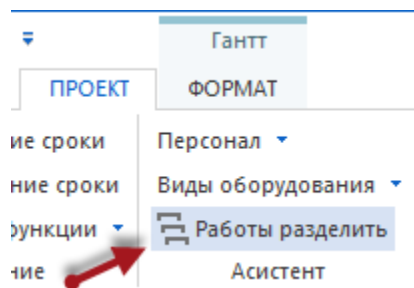 Гантт
ПРОЕКТ ФОРМАТ
ие сроки Персонал
ние сроки Виды оборудования
функции Работы разделить
ние Асистент